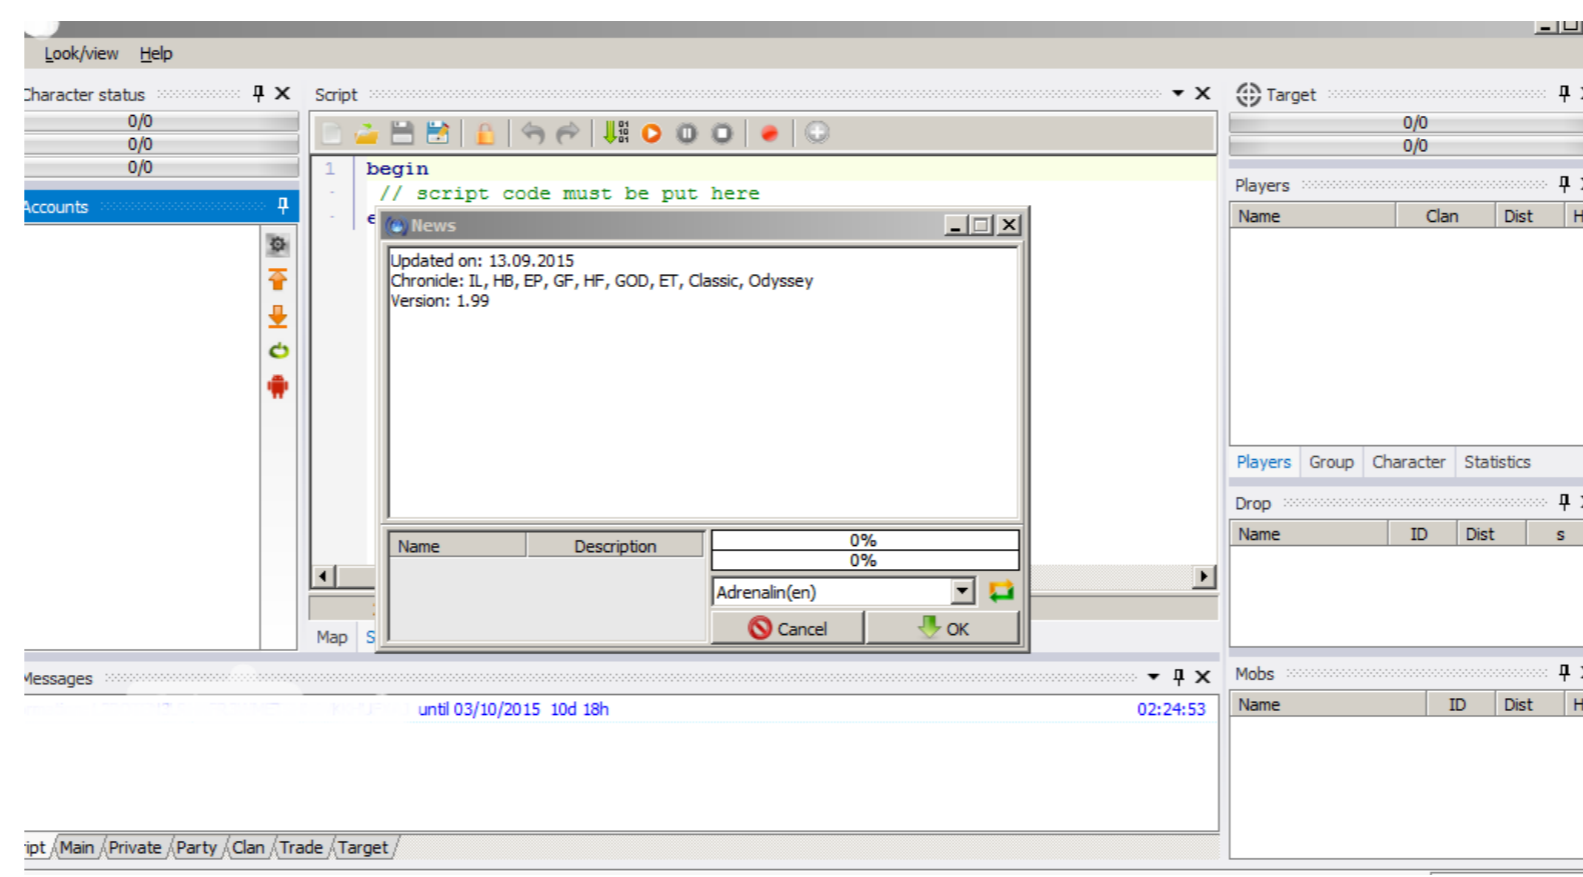 Look/view Help
Character status
0/0
0/0
0/0
Accounts
Script
1 begin
// script code must be put here
News
Updated on: 13.09.2015
Chronicle: IL, HB, EP, GF, HF, GOD, ET, Classic, Odyssey
Version: 1.99
Name Description
0%
0%
Adrenalin(en)
Cancel OK
Map S
Target
0/0
0/0
Players
Name Clan Dist H
Players Group Character Statistics
Drop
Name ID Dist s
Mobs
Name ID Dist H
Messages
until 03/10/2015 10d 18h 02:24:53
ript Main Private Party Clan Trade Target